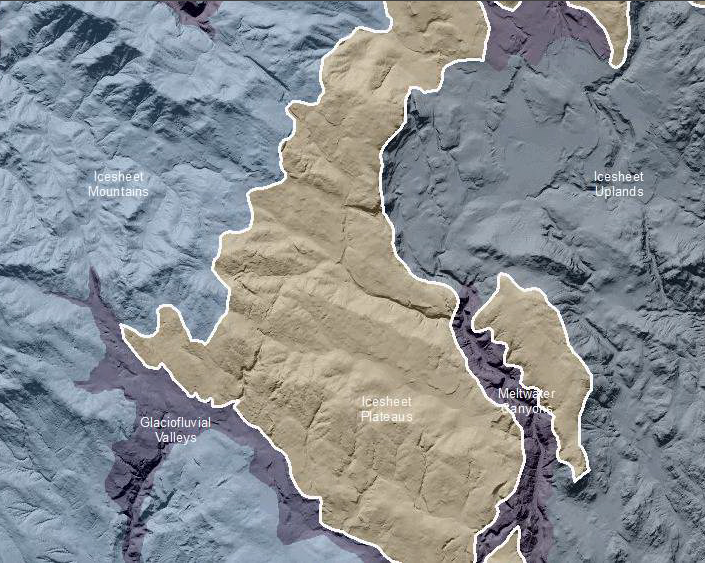 Icesheet
Mountains
Icesheet
Uplands
Icesheet
Plateaus
Meltwater
Canyons
Glaciofluvial
Valleys